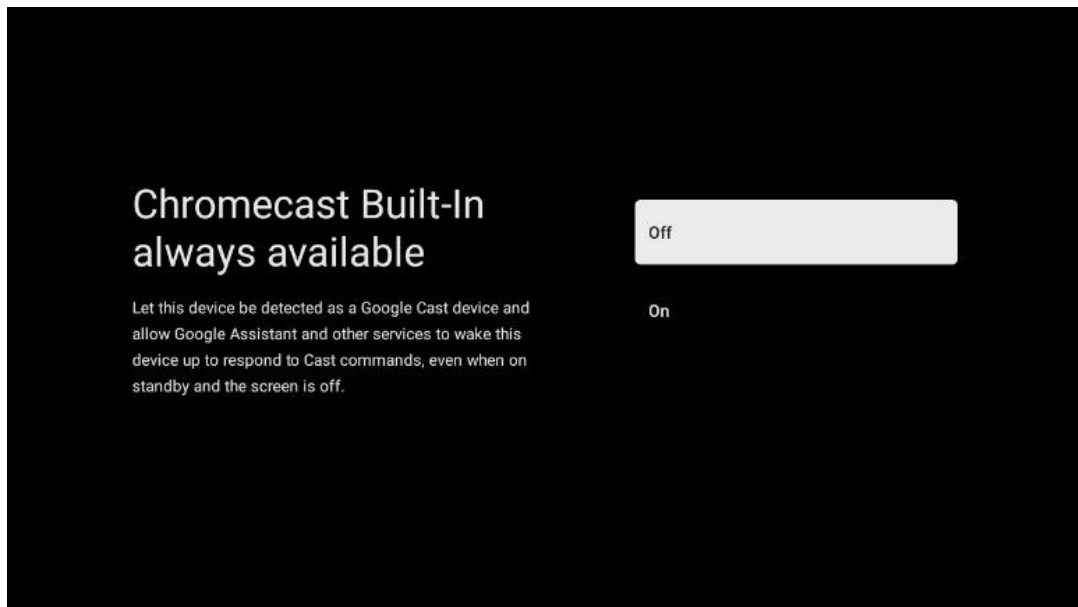 Chromecast Built-In
always available
Let this device be detected as a Google Cast device and
allow Google Assistant and other services to wake this
device up to respond to Cast commands, even when on
standby and the screen is off.
Off
On